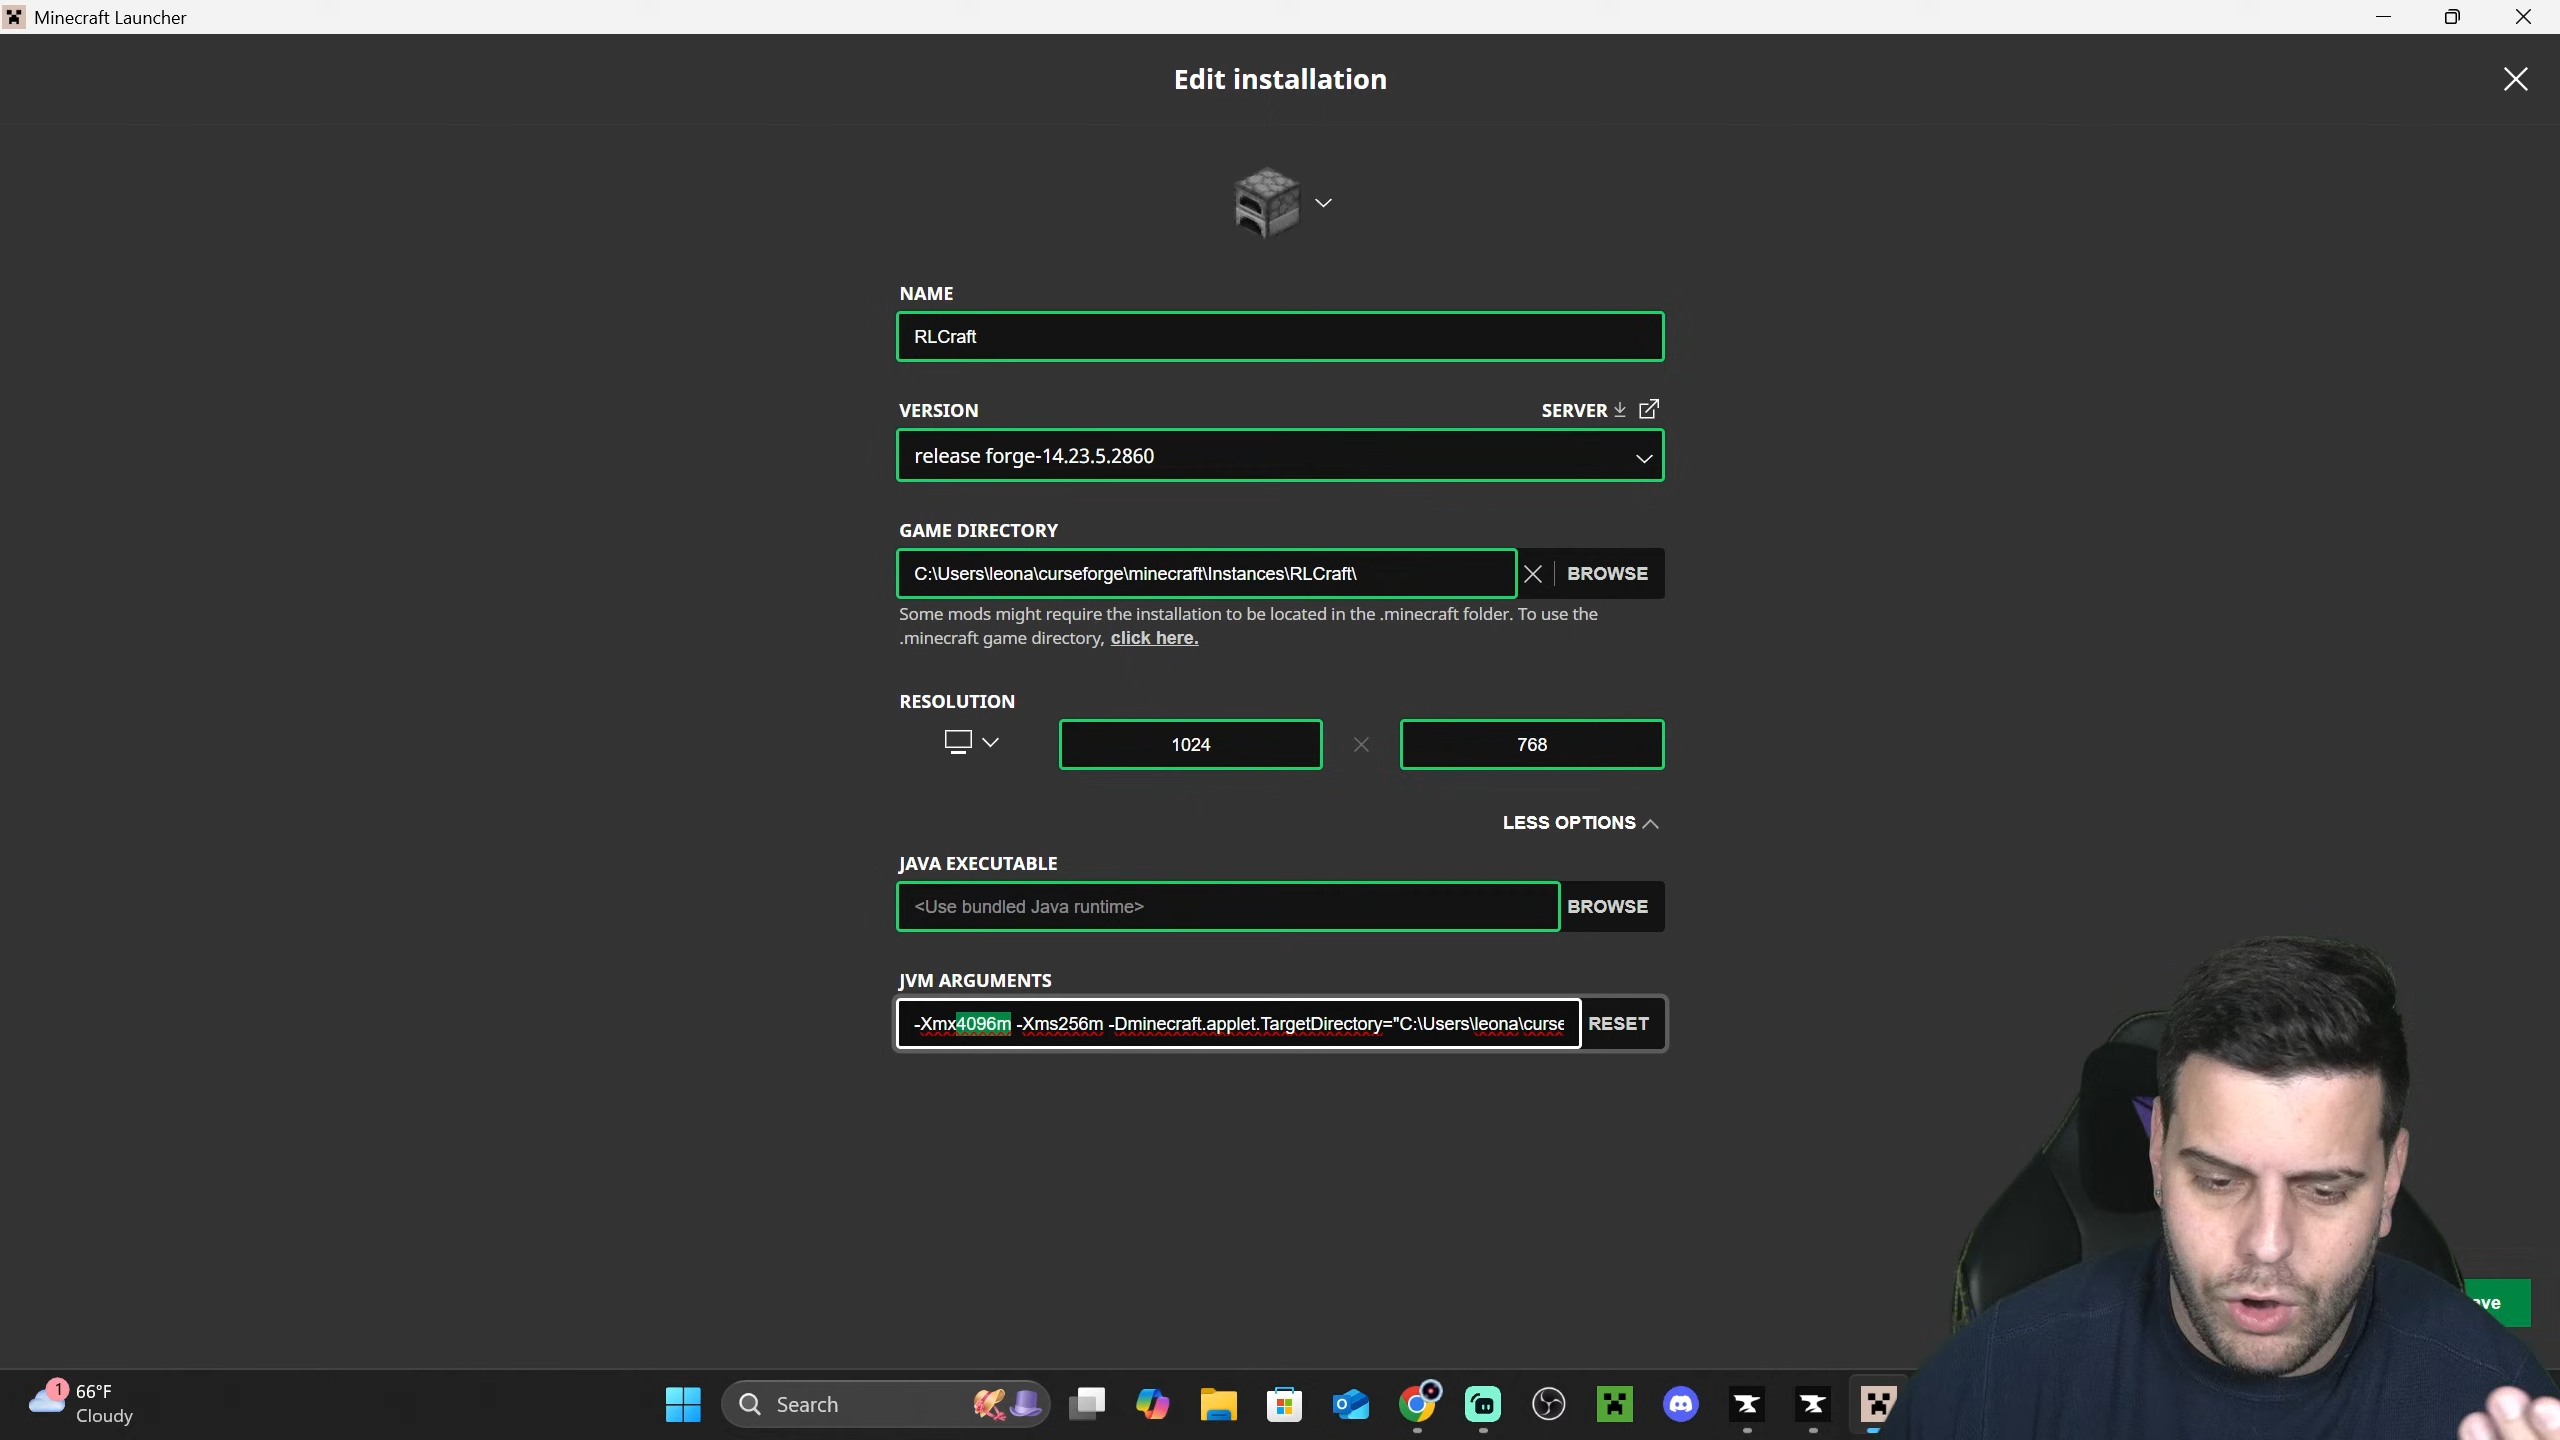 Minecraft Launcher
Edit installation
NAME
RLCraft
VERSION
SERVER
release forge-14.23.5.2860
GAME DIRECTORY
C:\Users\leona\curseforge\minecraft\Instances\RLCraft\
BROWSE
Some mods might require the installation to be located in the .minecraft folder. To use the
.minecraft game directory, click here.
RESOLUTION
1024
768
LESS OPTIONS
JAVA EXECUTABLE
<Use bundled Java runtime>
BROWSE
JVM ARGUMENTS
-Xmx4096m -Xms256m -Dminecraft.applet.TargetDirectory="C:\Users\leona\curse
RESET
1
66°F
Cloudy
Search